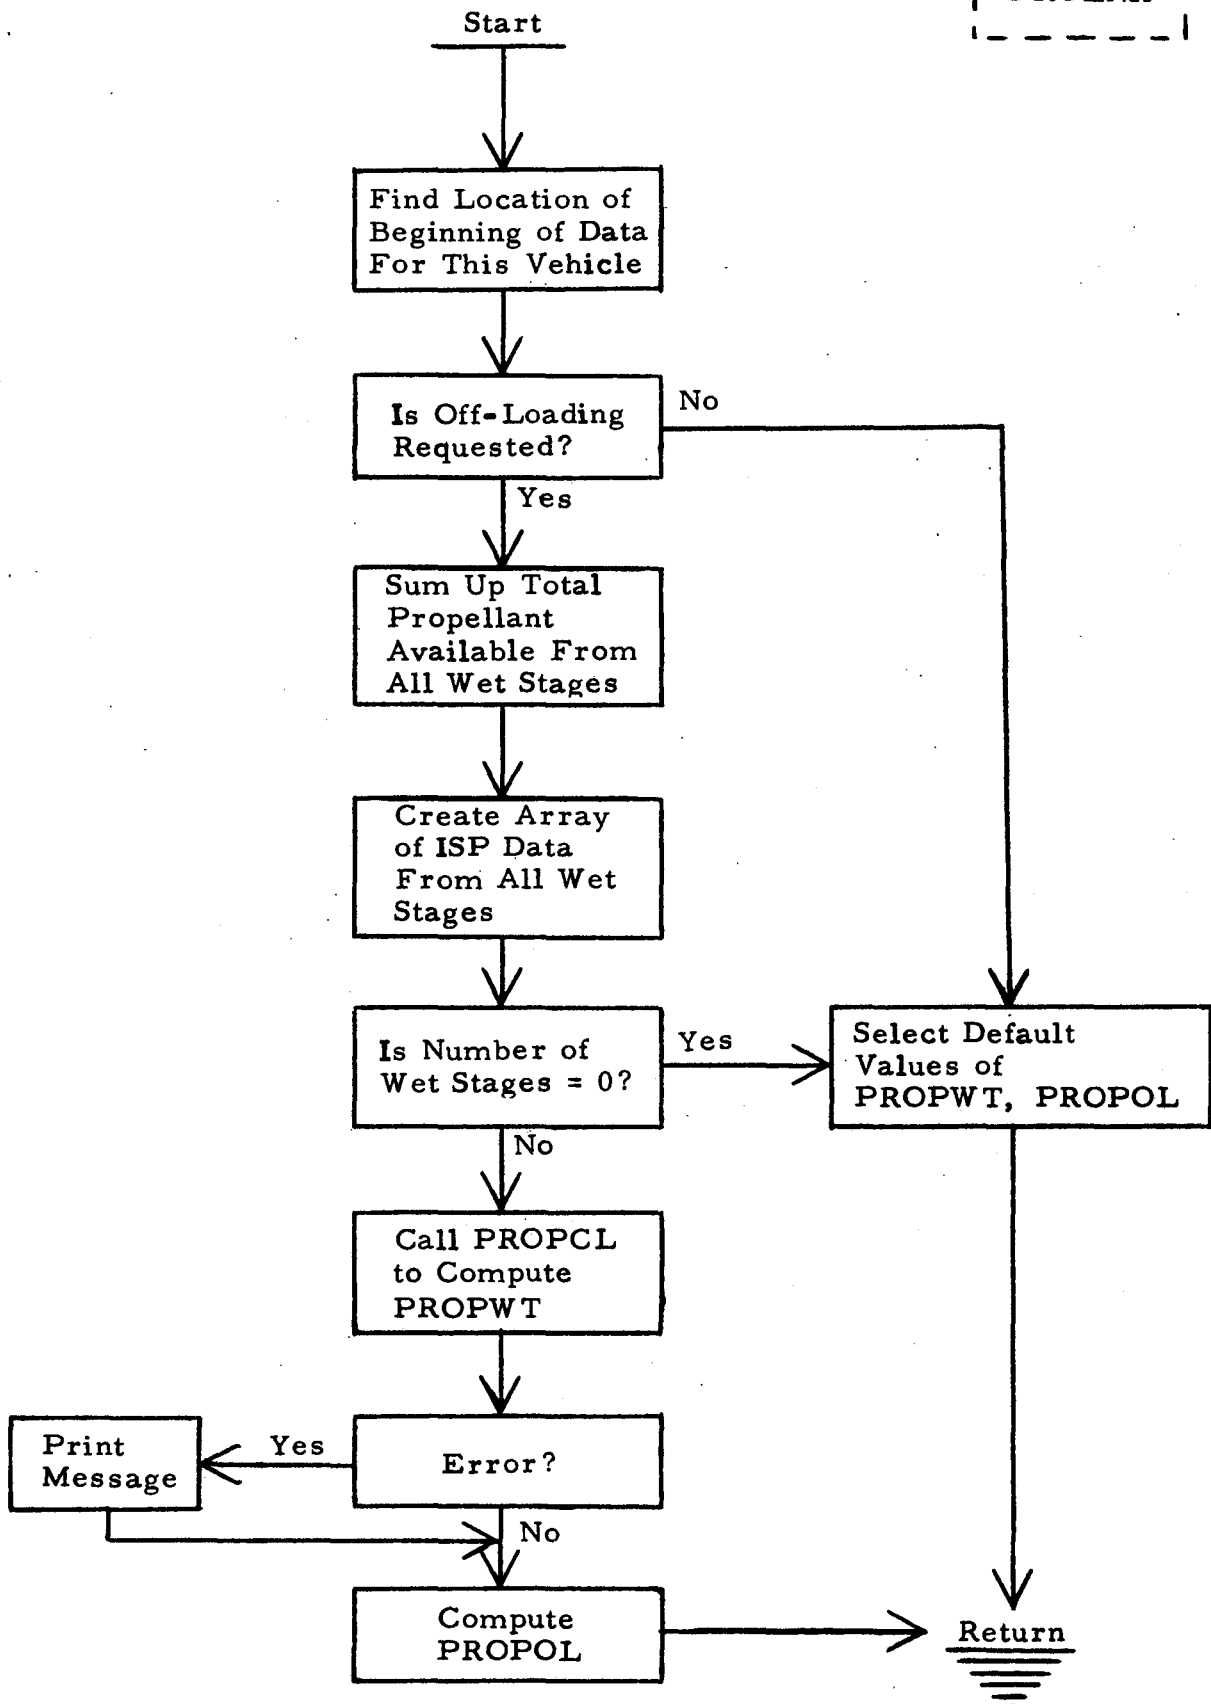 Start
Find Location of
Beginning of Data
For This Vehicle
Is Off-Loading
Requested?
No
Yes
Sum Up Total
Propellant
Available From
All Wet Stages
Create Array
of ISP Data
From All Wet
Stages
Is Number of
Wet Stages = 0?
Yes
Select Default
Values of
PROPWT, PROPOL
No
Call PROPCL
to Compute
PROPWT
Error?
Yes
Print
Message
No
Compute
PROPOL
Return